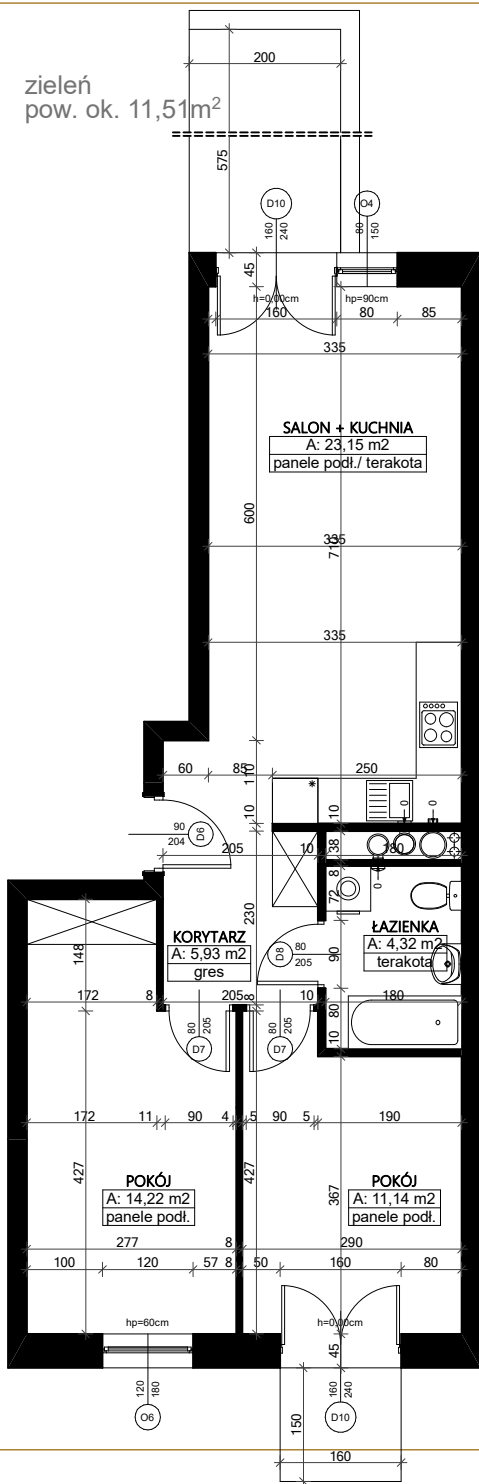 zieleń
pow. ok. 11,51m²
200
575
D10
160
240
O4
80
150
45
h=0,00cm
hp=90cm
160
80
85
335
SALON + KUCHNIA
A: 23,15 m2
panele podł./ terakota
600
335
710
335
60
85
110
250
10
10
90
204
D6
205
10
38
180
0
0
0
8
72
230
148
KORYTARZ
A: 5,93 m2
gres
D8
80
205
90
ŁAZIENKA
A: 4,32 m2
terakota
172
8
205
8
10
180
80
205
D7
80
205
D7
80
10
172
11
90
4
5
90
5
190
427
427
367
POKÓJ
A: 14,22 m2
panele podł.
POKÓJ
A: 11,14 m2
panele podł.
277
8
290
100
120
57
8
50
160
80
hp=60cm
h=0,00cm
45
120
180
O6
160
240
D10
150
160